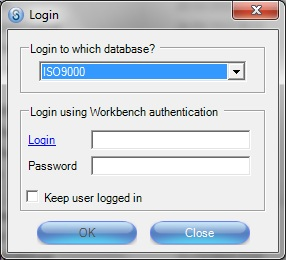 Login
Login to which database?
ISO9000
Login using Workbench authentication
Login
Password
Keep user logged in
OK
Close